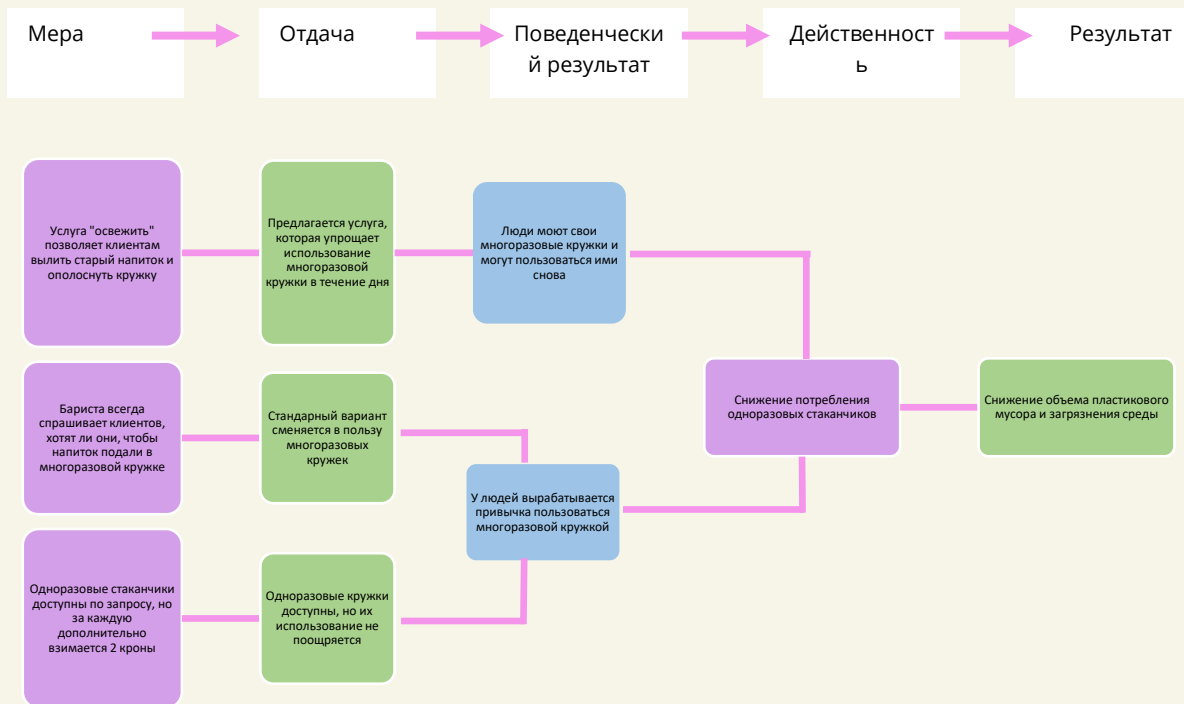 Мера
Отдача
Поведенчески
й результат
Действенност
ь
Результат
Услуга "освежить"
позволяет клиентам
вылить старый напиток и
ополоснуть кружку
Предлагается услуга,
которая упрощает
использование
многоразовой
кружки в течение дня
Люди моют свои
многоразовые кружки и
могут пользоваться ими
снова
Бариста всегда
спрашивает клиентов,
хотят ли они, чтобы
напиток подали в
многоразовой кружке
Стандарный вариант
сменяется в пользу
многоразовых
кружек
У людей вырабатывается
привычка пользоваться
многоразовой кружкой
Снижение потребления
одноразовых стаканчиков
Снижение объема пластикового
мусора и загрязнения среды
Одноразовые стаканчики
доступны по запросу, но
за каждую
дополнительно
взимается 2 кроны
Одноразовые кружки
доступны, но их
использование не
поощряется